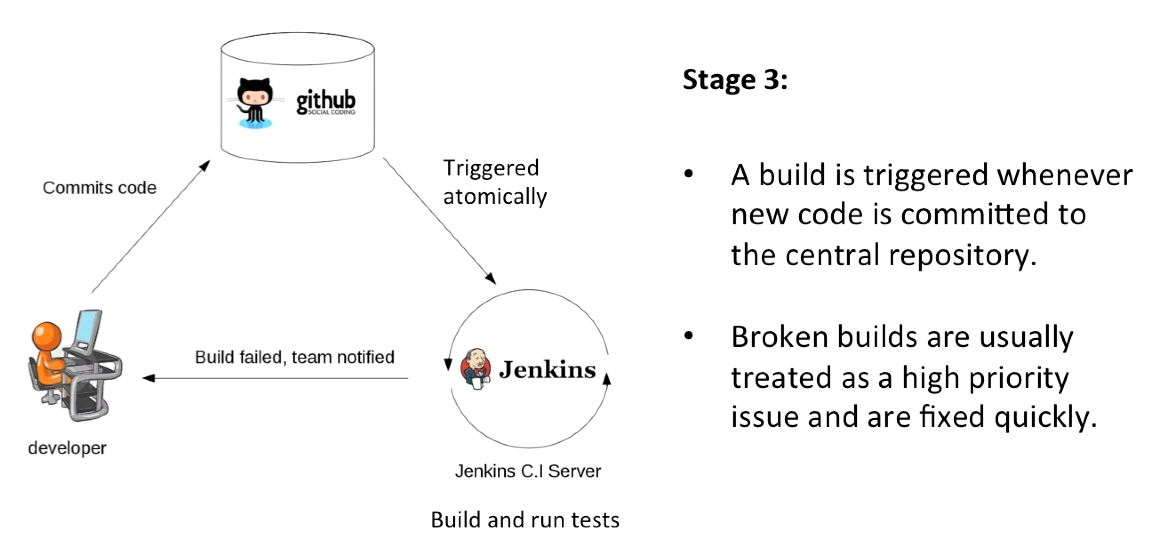 github
SOCIAL CODING
Commits code
Triggered
atomically
Build failed, team notified
Jenkins
developer
Jenkins C.I Server
Build and run tests
Stage 3:
• A build is triggered whenever
new code is committed to
the central repository.
• Broken builds are usually
treated as a high priority
issue and are fixed quickly.